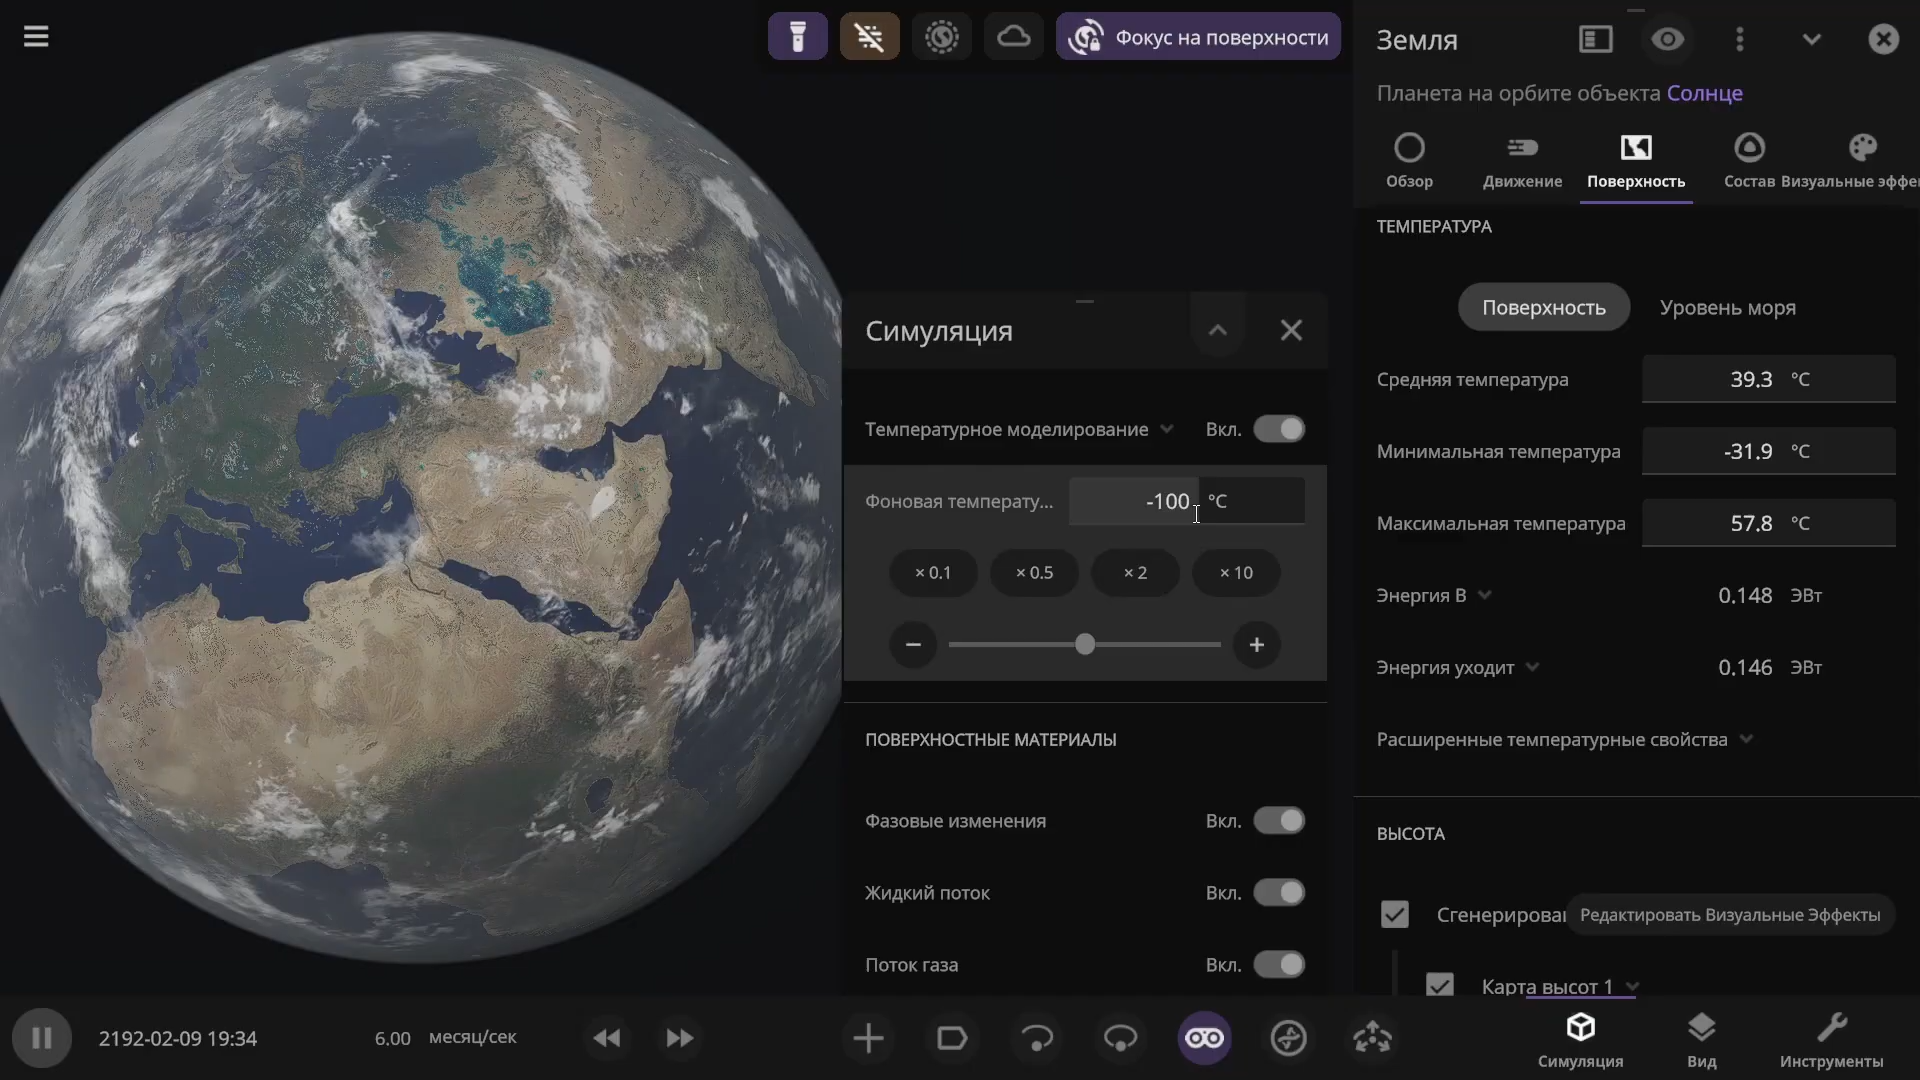 Фокус на поверхности
Земля
Планета на орбите объекта Солнце
Обзор
Движение
Поверхность
Состав
Визуальные эффе
ТЕМПЕРАТУРА
Поверхность
Уровень моря
Средняя температура 39.3 °C
Минимальная температура -31.9 °C
Максимальная температура 57.8 °C
Энергия В 0.148 ЭВт
Энергия уходит 0.146 ЭВт
Расширенные температурные свойства
ВЫСОТА
Сгенерирова
Редактировать Визуальные Эффекты
Карта высот 1
Симуляция
Температурное моделирование Вкл.
Фоновая температу... -100 °C
× 0.1 × 0.5 × 2 × 10
− +
ПОВЕРХНОСТНЫЕ МАТЕРИАЛЫ
Фазовые изменения Вкл.
Жидкий поток Вкл.
Поток газа Вкл.
2192-02-09 19:34
6.00 месяц/сек
Симуляция
Вид
Инструменты